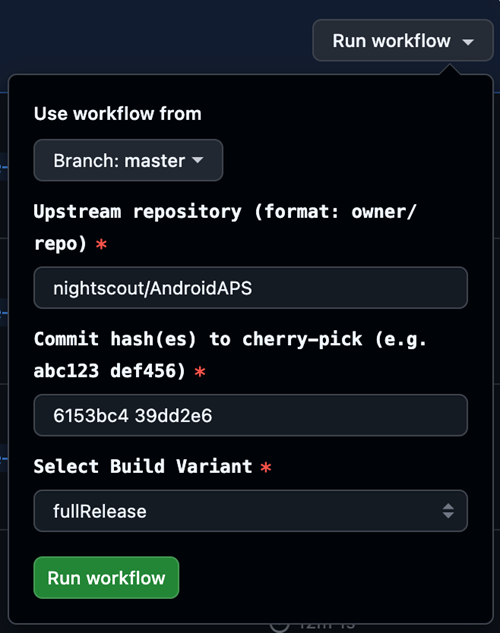 Run workflow
Use workflow from
Branch: master
Upstream repository (format: owner/
repo) *
nightscout/AndroidAPS
Commit hash(es) to cherry-pick (e.g.
abc123 def456) *
6153bc4 39dd2e6
Select Build Variant *
fullRelease
Run workflow